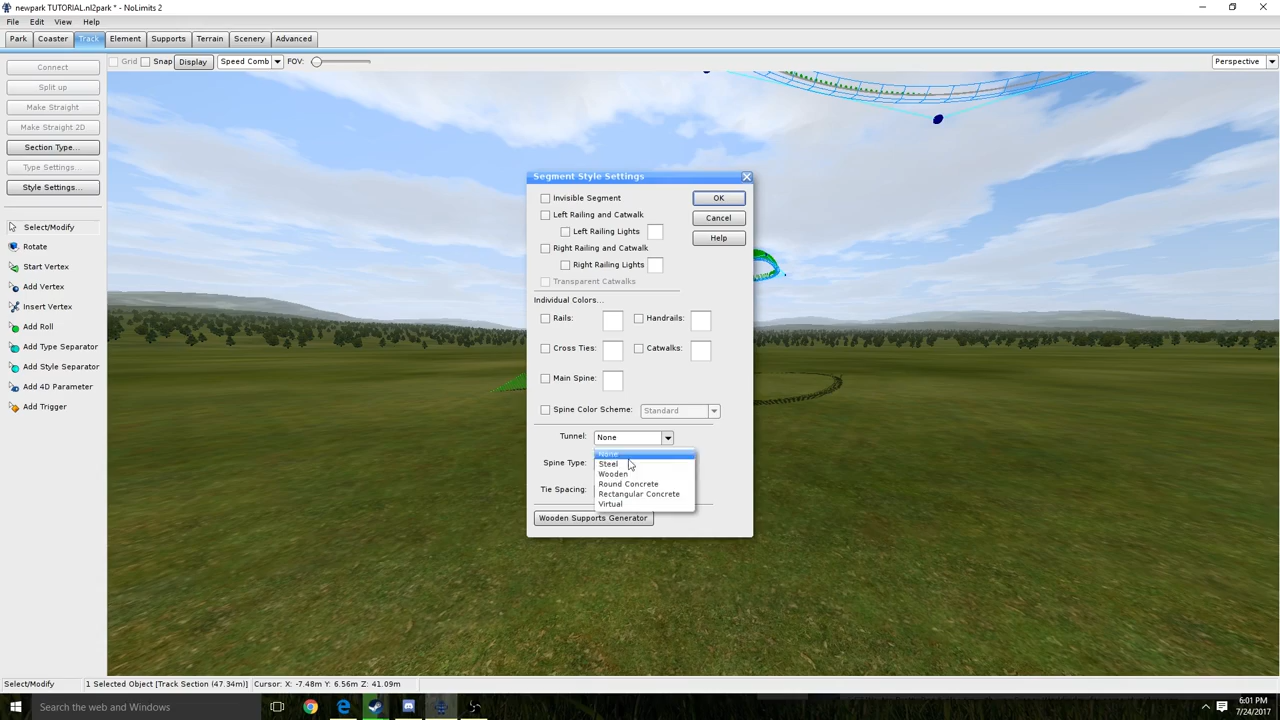 newpark TUTORIAL.nl2park * - NoLimits 2
File Edit View Help
Park Coaster Track Element Supports Terrain Scenery Advanced
Grid Snap Display Speed Comb FOV: Perspective
Connect
Split up
Make Straight
Make Straight 2D
Section Type...
Type Settings...
Style Settings...
Select/Modify
Rotate
Start Vertex
Add Vertex
Insert Vertex
Add Roll
Add Type Separator
Add Style Separator
Add 4D Parameter
Add Trigger
Segment Style Settings
Invisible Segment
Left Railing and Catwalk
Left Railing Lights
Right Railing and Catwalk
Right Railing Lights
Transparent Catwalks
OK
Cancel
Help
Individual Colors...
Rails: Handrails:
Cross Ties: Catwalks:
Main Spine:
Spine Color Scheme: Standard
Tunnel: None
None
Steel
Wooden
Round Concrete
Rectangular Concrete
Virtual
Spine Type:
Tie Spacing:
Wooden Supports Generator
Select/Modify 1 Selected Object [Track Section (47.34m)] Cursor: X: -7.48m Y: 6.56m Z: 41.09m
Search the web and Windows
6:01 PM
7/24/2017